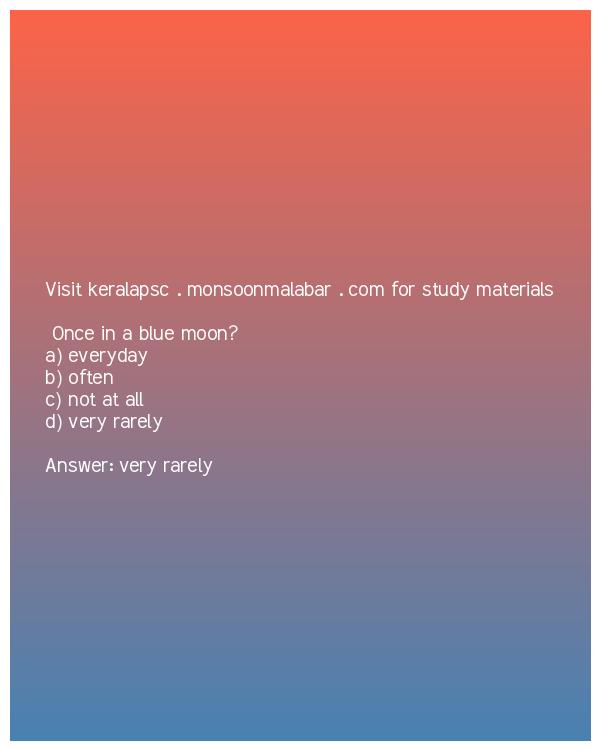 Visit keralapsc . monsoonmalabar . com for study materials
Once in a blue moon?
a) everyday
b) often
c) not at all
d) very rarely
Answer: very rarely